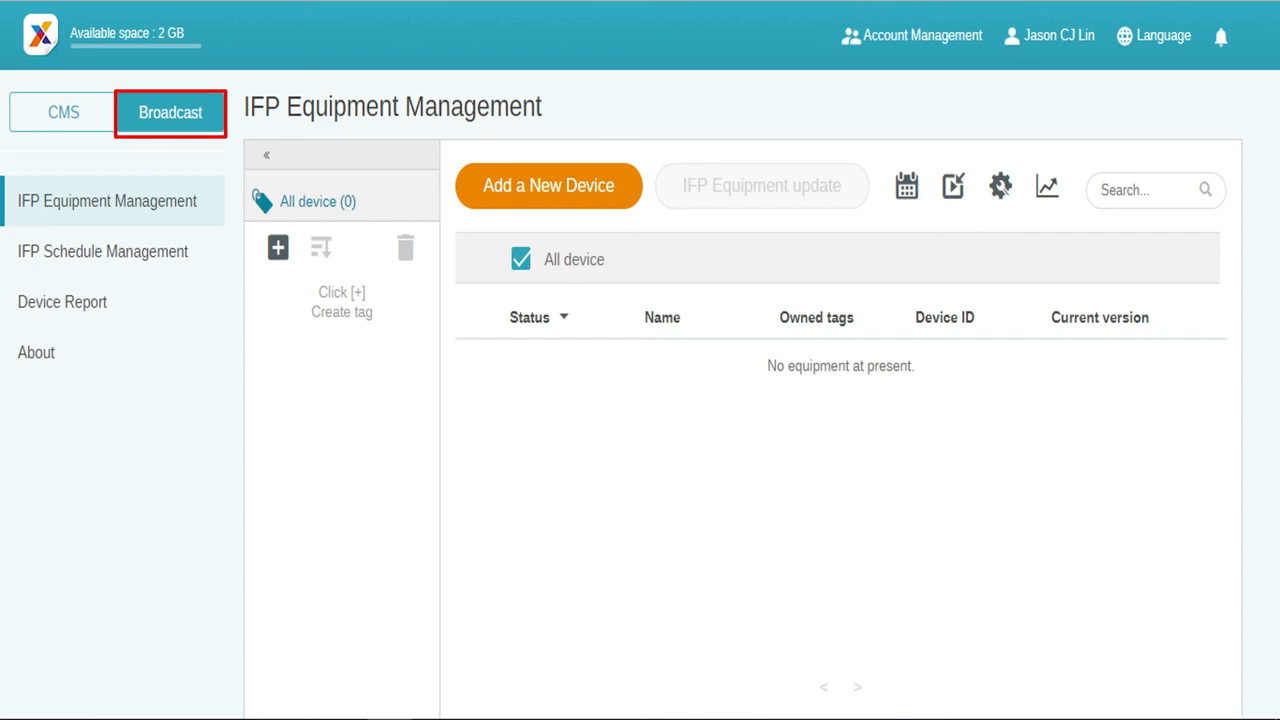 Available space : 2 GB
Account Management
Jason CJ Lin
Language
CMS
Broadcast
IFP Equipment Management
IFP Equipment Management
IFP Schedule Management
Device Report
About
«
All device (0)
Click [+]
Create tag
Add a New Device
IFP Equipment update
Search...
All device
Status
Name
Owned tags
Device ID
Current version
No equipment at present.
< >